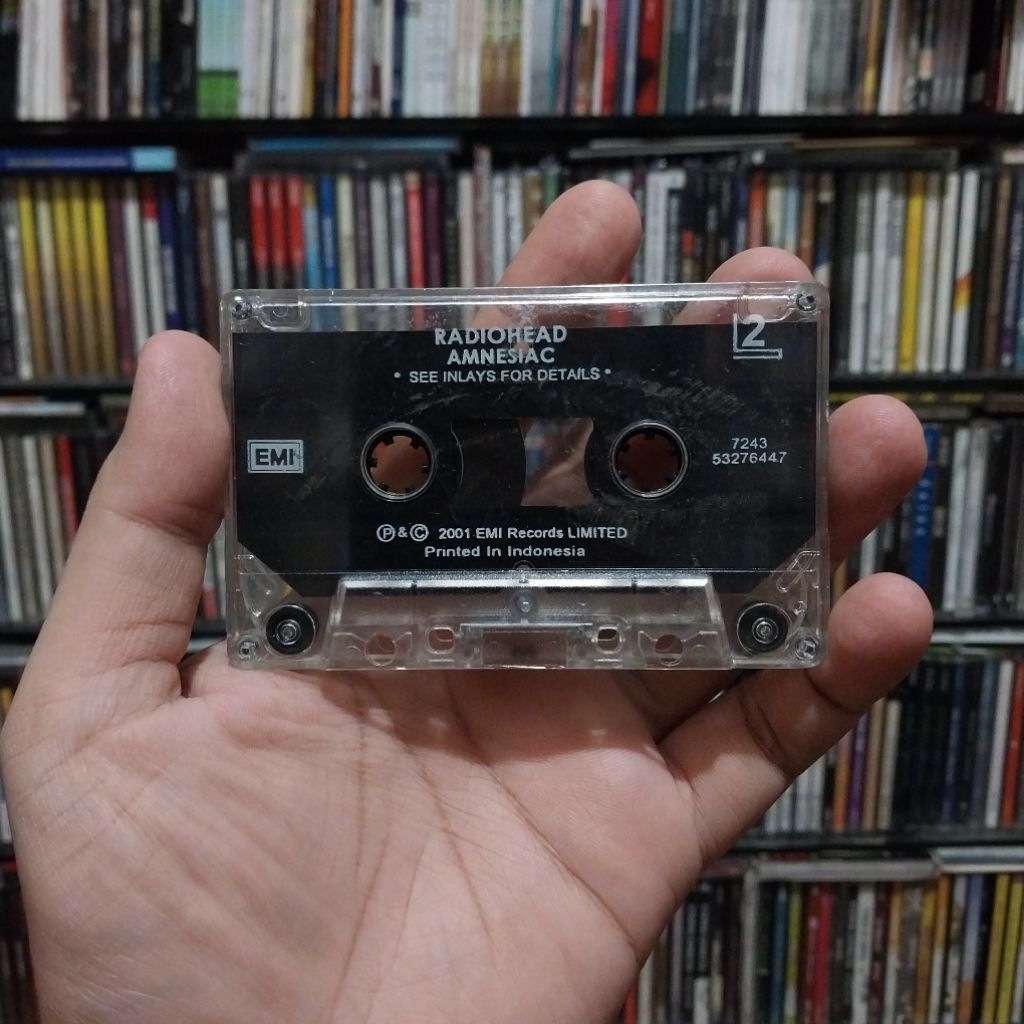 RADIOHEAD
AMNESIAC
* SEE INLAYS FOR DETAILS *
2
EMI
7243
53276447
Ⓟ & © 2001 EMI Records LIMITED
Printed In Indonesia